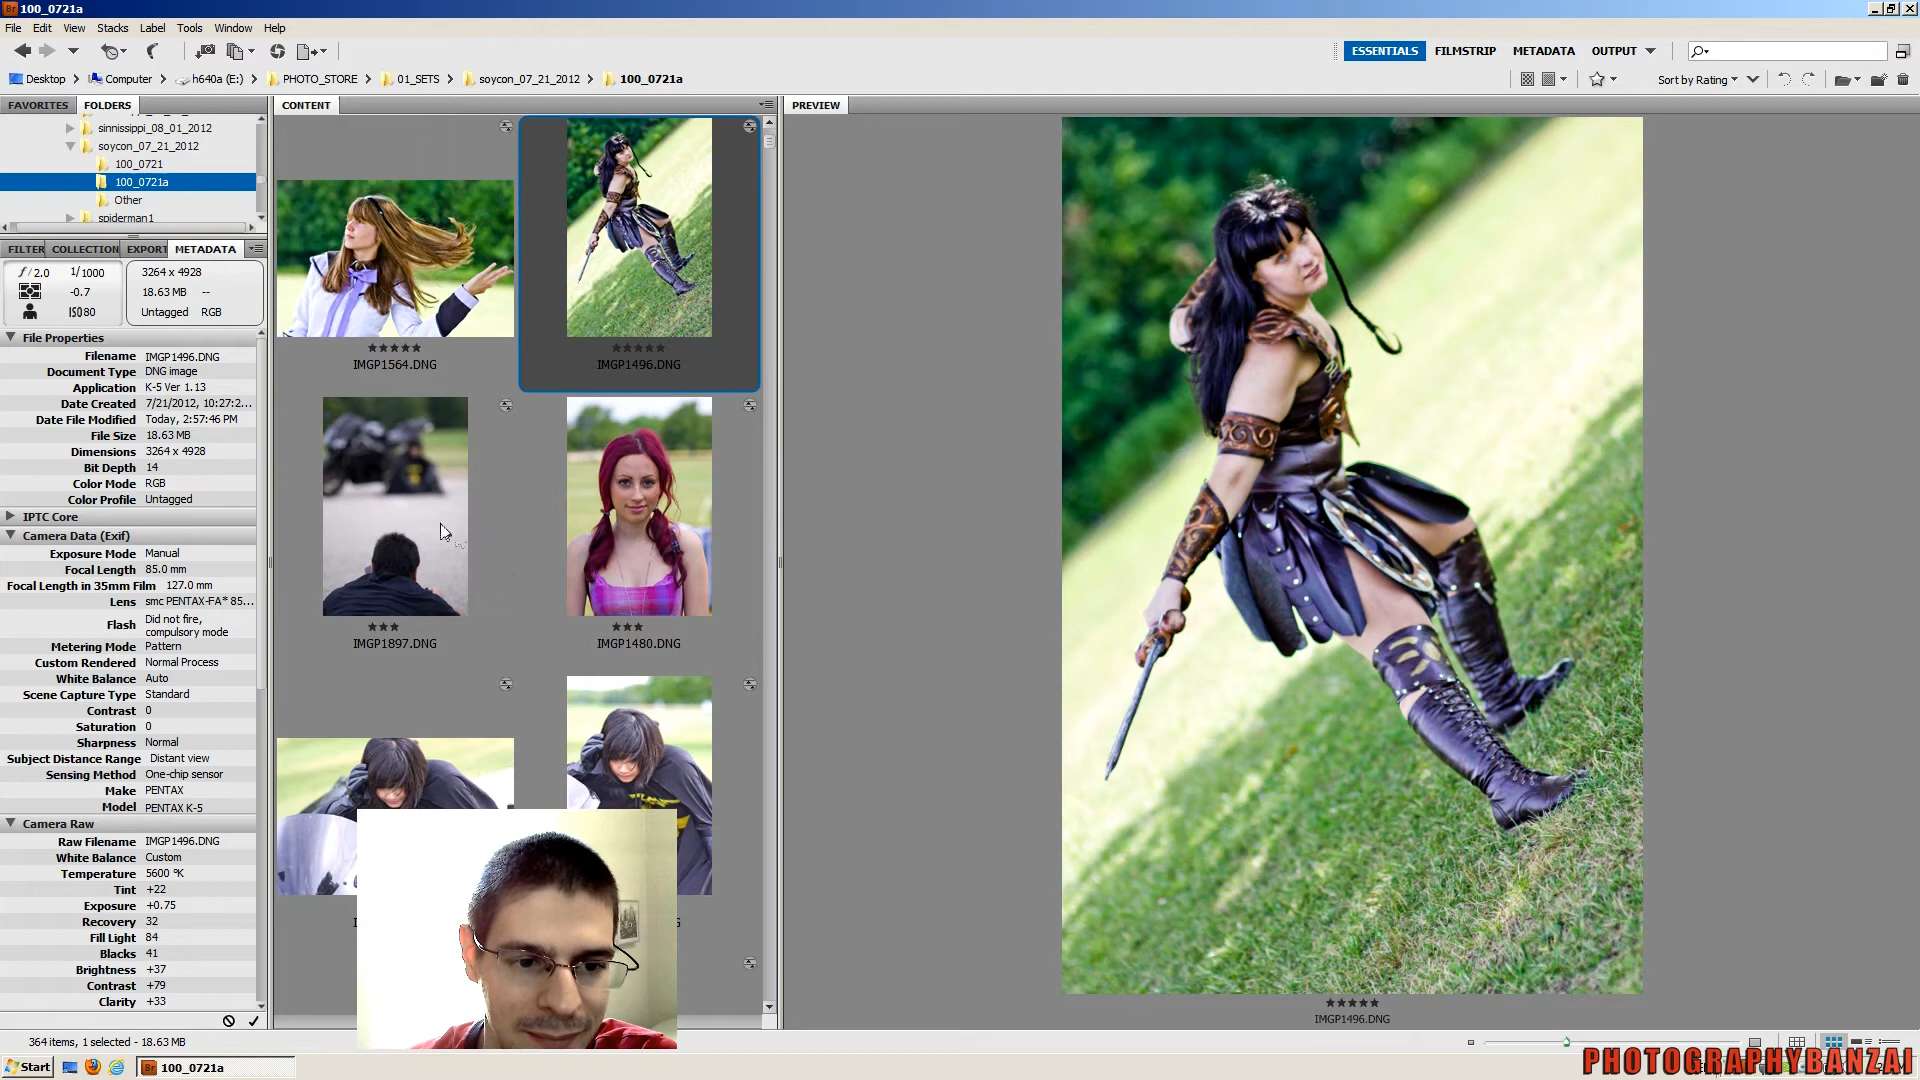 Br 100_0721a
File Edit View Stacks Label Tools Window Help
ESSENTIALS FILMSTRIP METADATA OUTPUT
Desktop Computer h640a (E:) PHOTO_STORE 01_SETS soycon_07_21_2012 100_0721a Sort by Rating
FAVORITES FOLDERS CONTENT PREVIEW
sinnissippi_08_01_2012
soycon_07_21_2012
100_0721
100_0721a
Other
spiderman1
FILTER COLLECTION EXPORT METADATA
f/2.0 1/1000
-0.7
ISO80
3264 x 4928
18.63 MB --
Untagged RGB
File Properties
Filename IMGP1496.DNG
Document Type DNG image
Application K-5 Ver 1.13
Date Created 7/21/2012, 10:27:2...
Date File Modified Today, 2:57:46 PM
File Size 18.63 MB
Dimensions 3264 x 4928
Bit Depth 14
Color Mode RGB
Color Profile Untagged
IPTC Core
Camera Data (Exif)
Exposure Mode Manual
Focal Length 85.0 mm
Focal Length in 35mm Film 127.0 mm
Lens smc PENTAX-FA* 85...
Flash Did not fire,
compulsory mode
Metering Mode Pattern
Custom Rendered Normal Process
White Balance Auto
Scene Capture Type Standard
Contrast 0
Saturation 0
Sharpness Normal
Subject Distance Range Distant view
Sensing Method One-chip sensor
Make PENTAX
Model PENTAX K-5
Camera Raw
Raw Filename IMGP1496.DNG
White Balance Custom
Temperature 5600 °K
Tint +22
Exposure +0.75
Recovery 32
Fill Light 84
Blacks 41
Brightness +37
Contrast +79
Clarity +33
IMGP1564.DNG IMGP1496.DNG
IMGP1897.DNG IMGP1480.DNG
IMGP1496.DNG
364 items, 1 selected - 18.63 MB
Start Br 100_0721a
PHOTOGRAPHYBANZAI